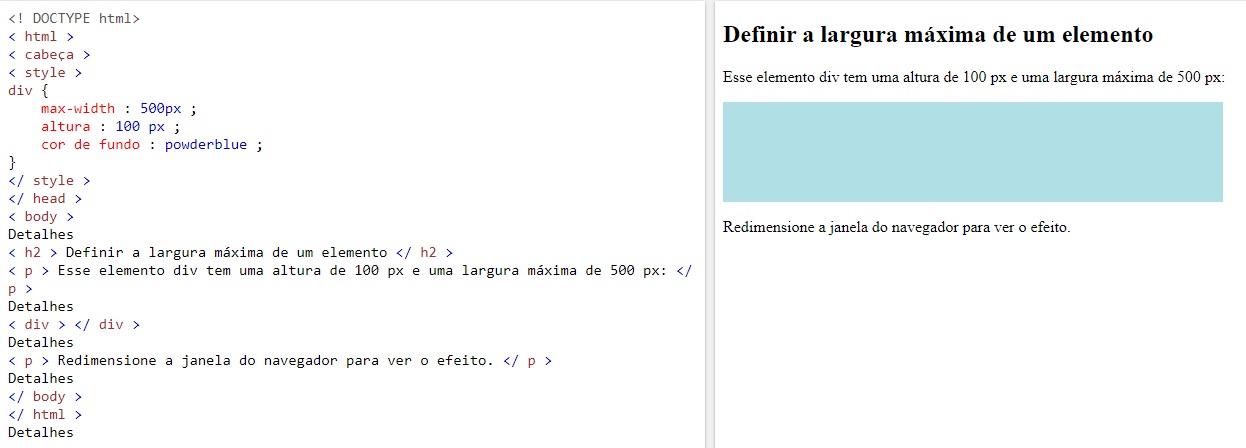 <! DOCTYPE html>
< html >
< cabeça >
< style >
div {
    max-width : 500px ;
    altura : 100 px ;
    cor de fundo : powderblue ;
}
</ style >
</ head >
< body >
Detalhes
< h2 > Definir a largura máxima de um elemento </ h2 >
< p > Esse elemento div tem uma altura de 100 px e uma largura máxima de 500 px: </
p >
Detalhes
< div > </ div >
Detalhes
< p > Redimensione a janela do navegador para ver o efeito. </ p >
Detalhes
</ body >
</ html >
Detalhes
Definir a largura máxima de um elemento
Esse elemento div tem uma altura de 100 px e uma largura máxima de 500 px:
Redimensione a janela do navegador para ver o efeito.